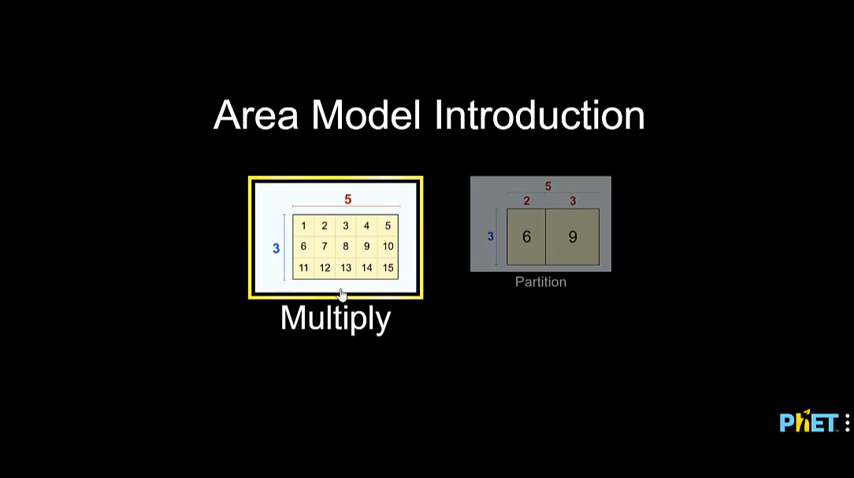 Area Model Introduction
5
3
1 2 3 4 5
6 7 8 9 10
11 12 13 14 15
Multiply
5
2 3
3
6 9
Partition
PhET